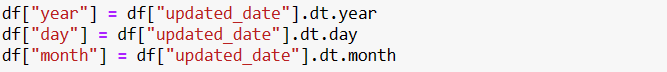 df["year"] = df["updated_date"].dt.year
df["day"] = df["updated_date"].dt.day
df["month"] = df["updated_date"].dt.month